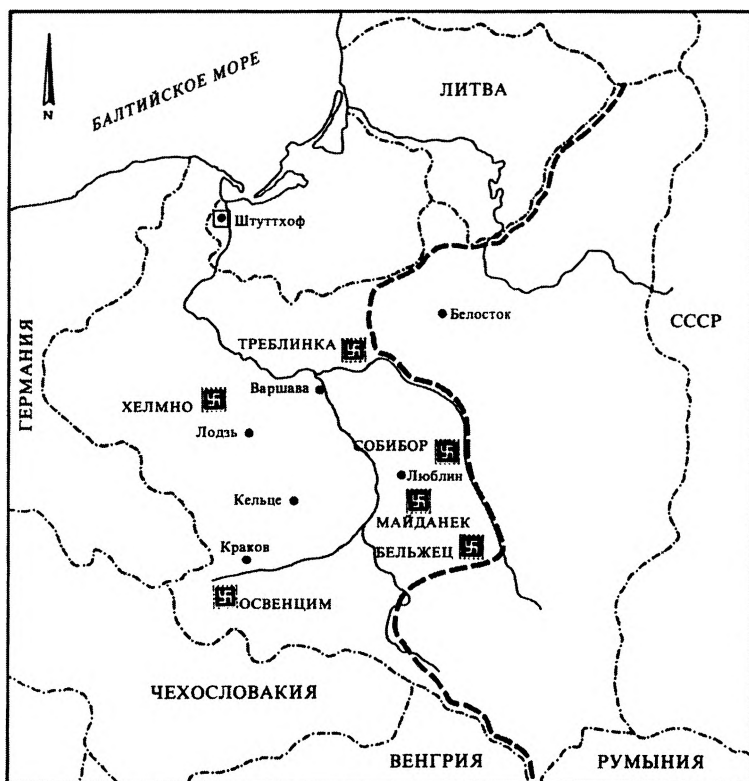 N
БАЛТИЙСКОЕ МОРЕ
ЛИТВА
Штуттхоф
Белосток
СССР
ГЕРМАНИЯ
ТРЕБЛИНКА
Варшава
ХЕЛМНО
Лодзь
СОБИБОР
Люблин
Кельце
МАЙДАНЕК
БЕЛЬЖЕЦ
Краков
ОСВЕНЦИМ
ЧЕХОСЛОВАКИЯ
ВЕНГРИЯ
РУМЫНИЯ